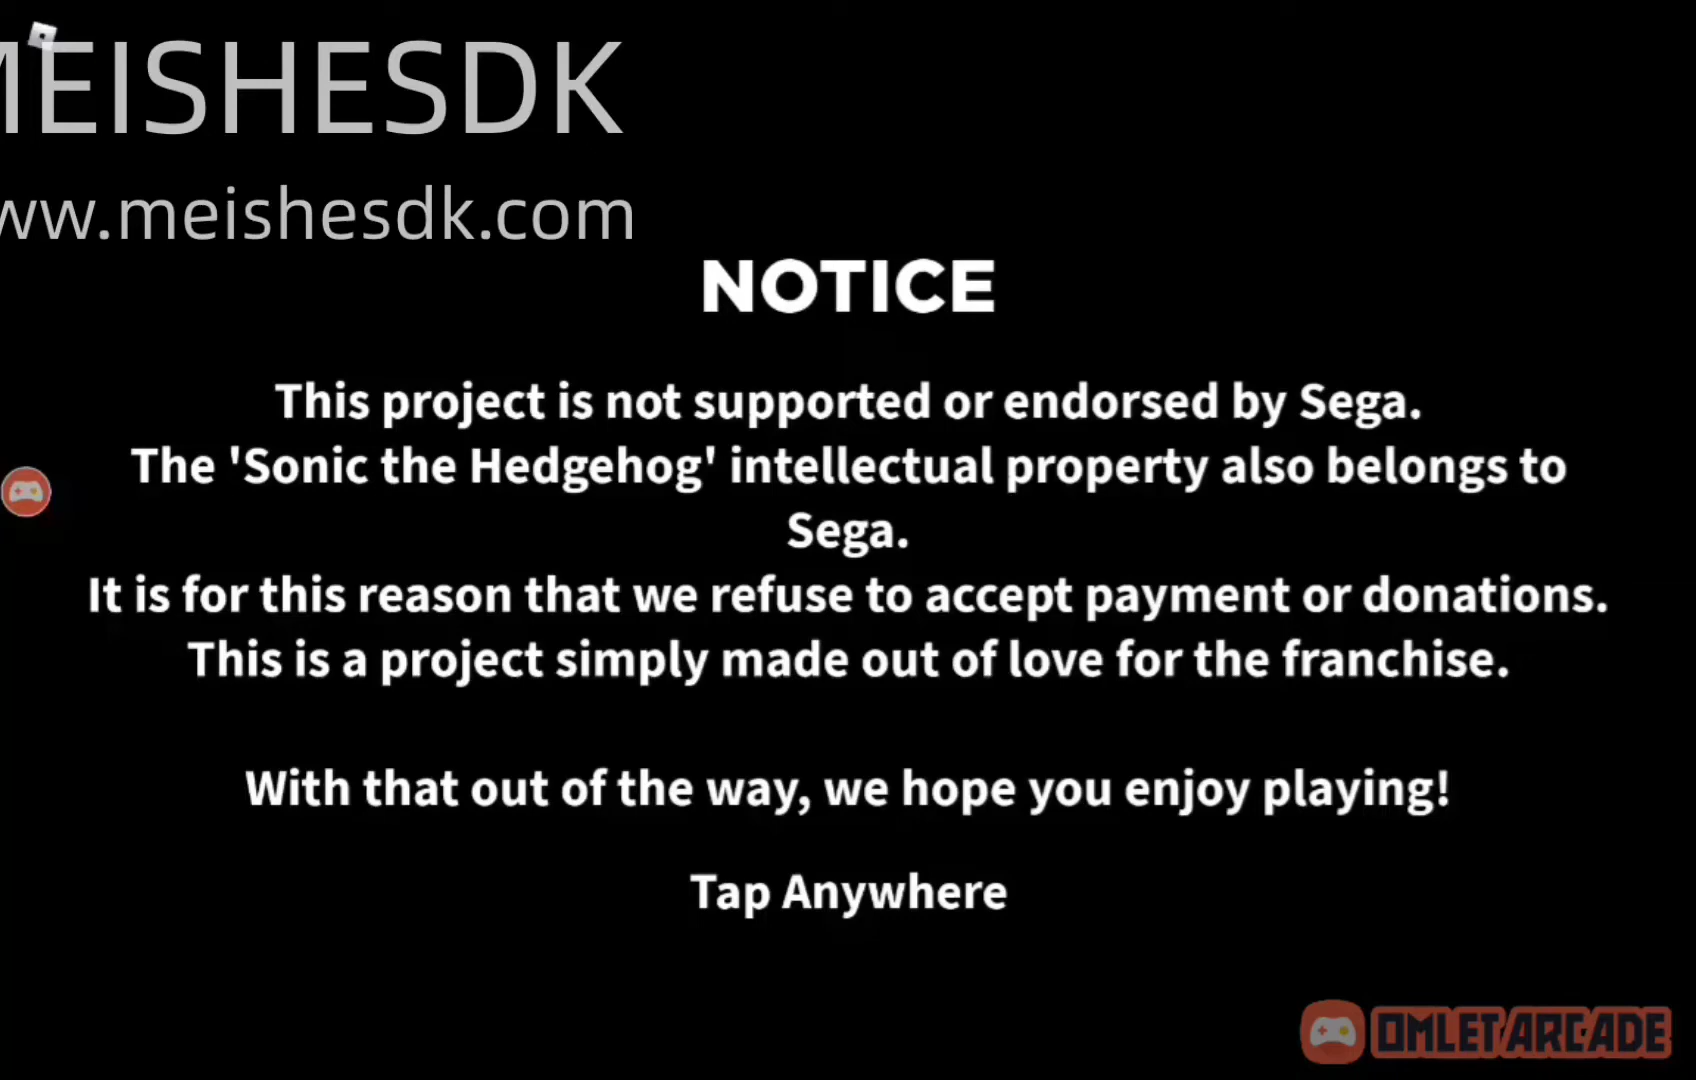 MEISHESDK
ww.meishesdk.com
NOTICE
This project is not supported or endorsed by Sega.
The 'Sonic the Hedgehog' intellectual property also belongs to
Sega.
It is for this reason that we refuse to accept payment or donations.
This is a project simply made out of love for the franchise.
With that out of the way, we hope you enjoy playing!
Tap Anywhere
OMLET ARCADE